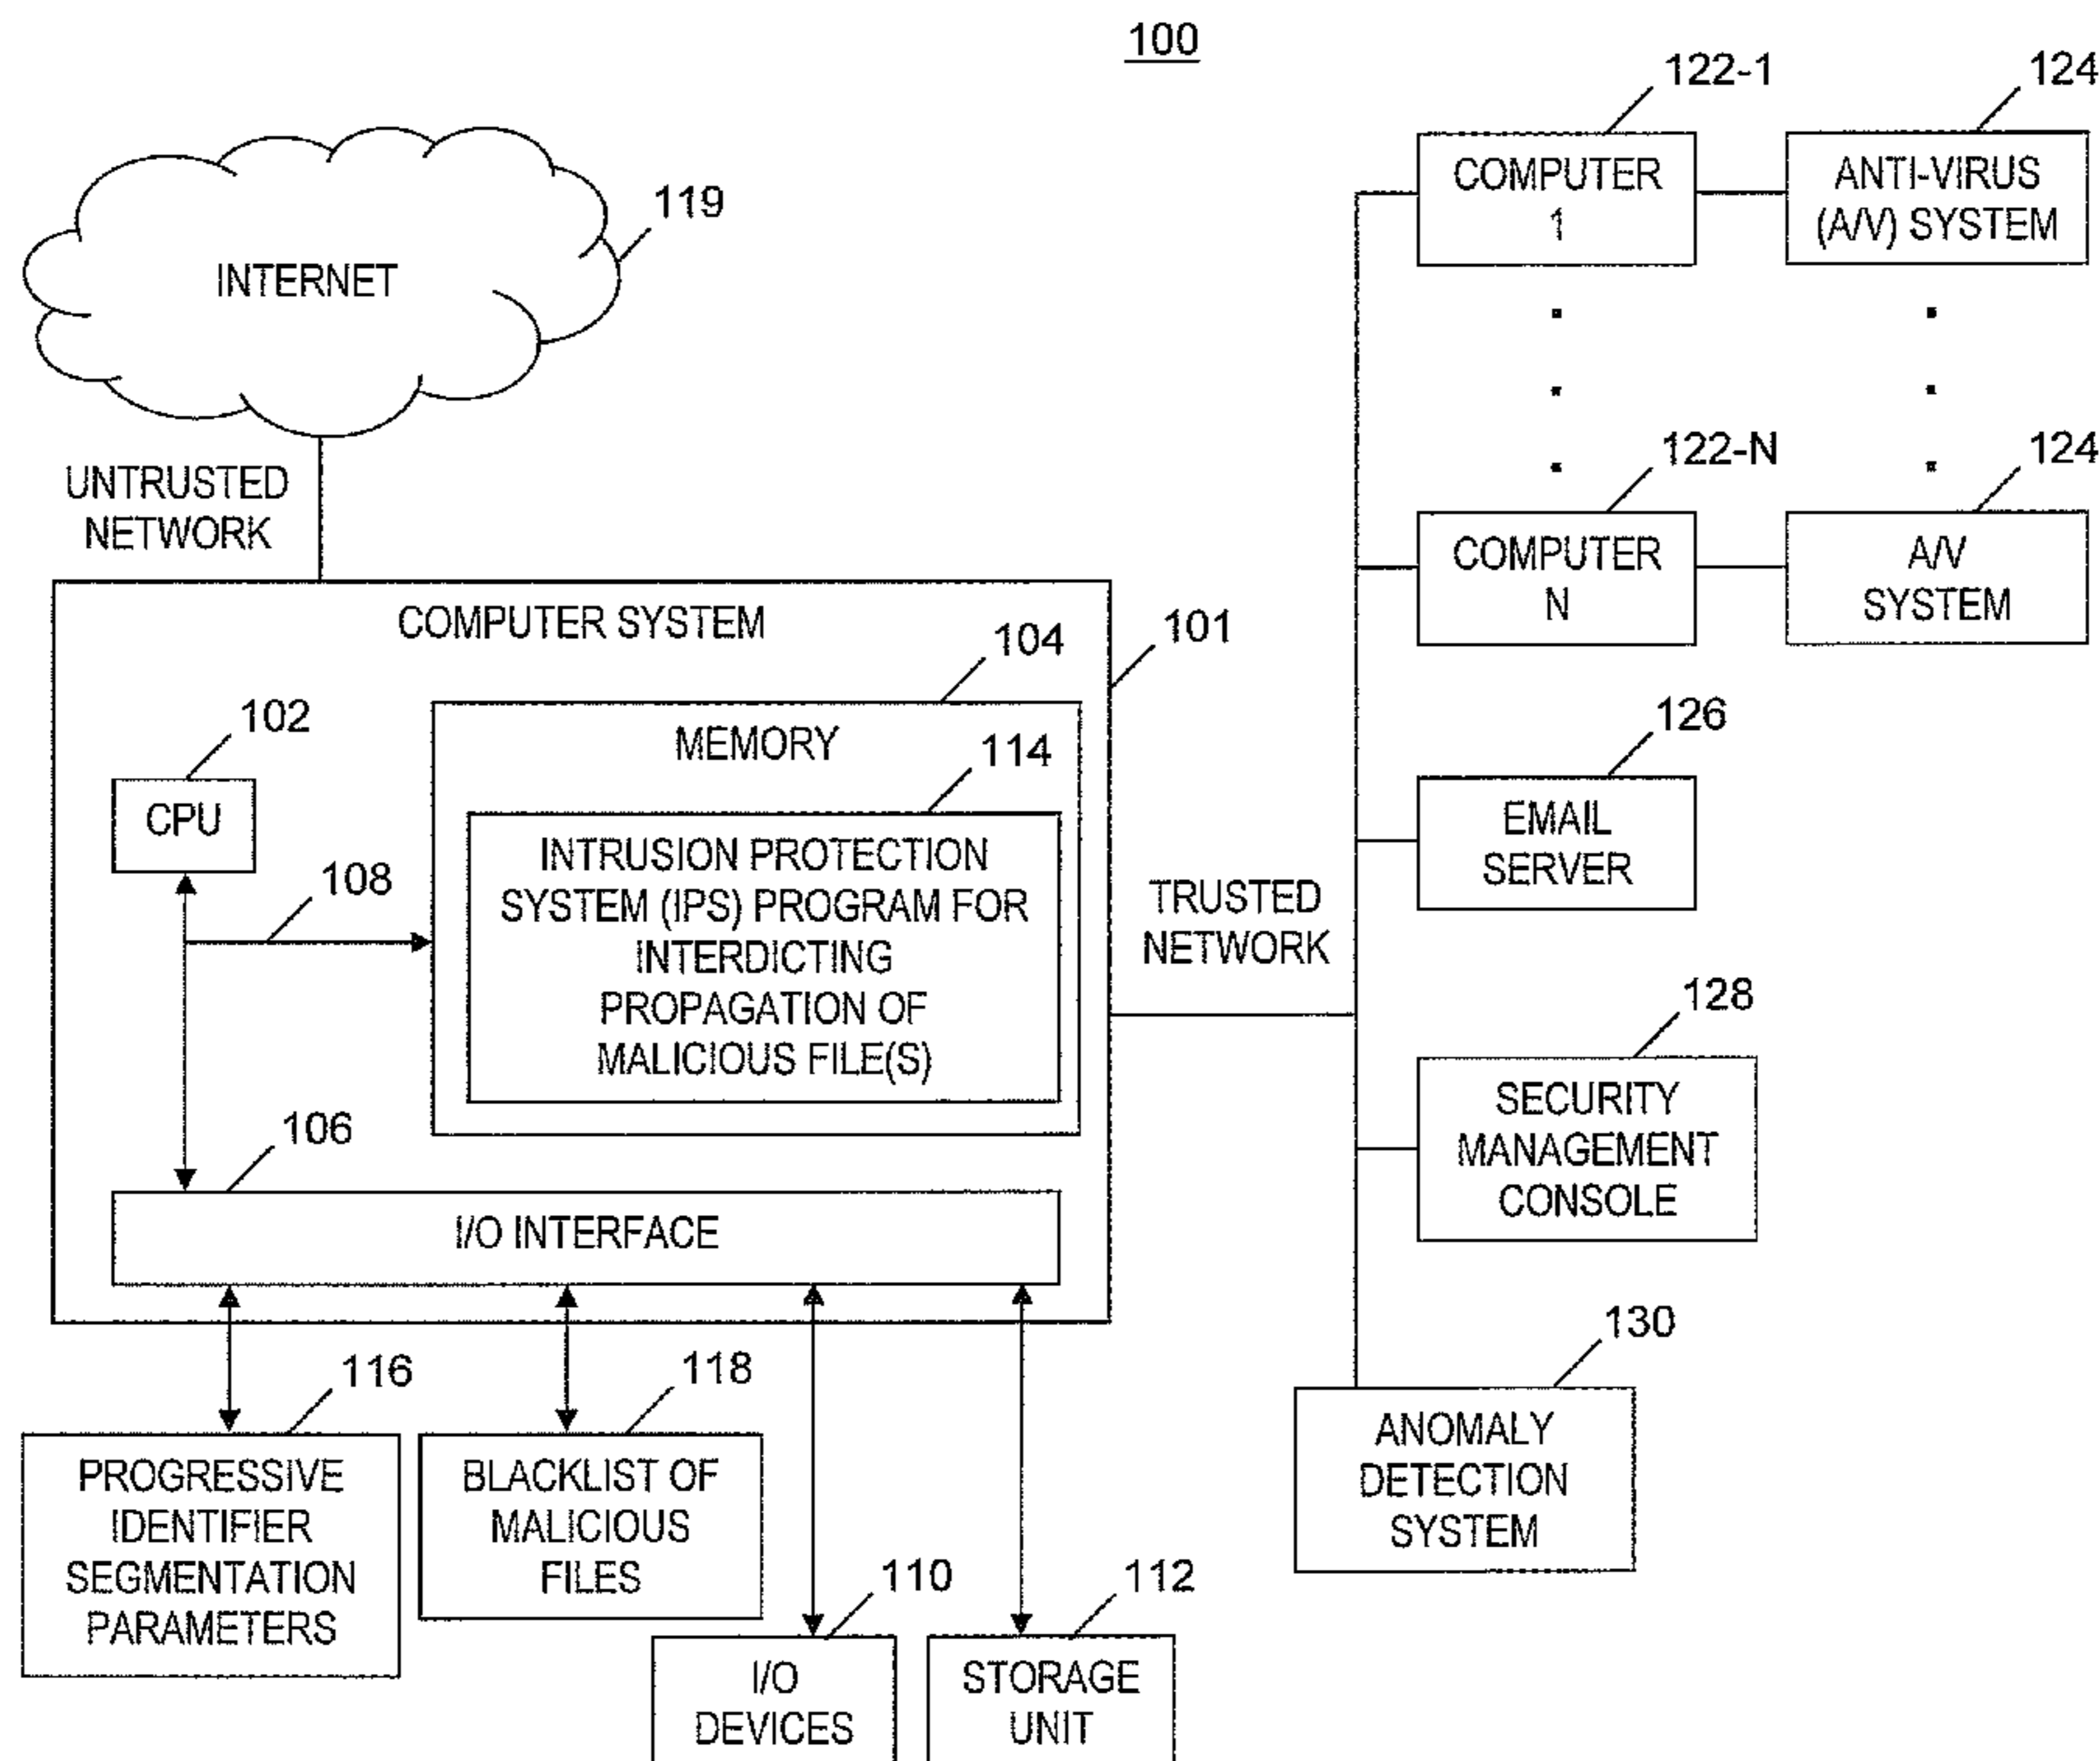 100
122-1
124
COMPUTER
1
ANTI-VIRUS
(A/V) SYSTEM
119
INTERNET
122-N
124
COMPUTER
N
A/V
SYSTEM
UNTRUSTED
NETWORK
COMPUTER SYSTEM
101
104
MEMORY
102
CPU
114
INTRUSION PROTECTION
SYSTEM (IPS) PROGRAM FOR
INTERDICTING
PROPAGATION OF
MALICIOUS FILE(S)
108
106
I/O INTERFACE
TRUSTED
NETWORK
126
EMAIL
SERVER
128
SECURITY
MANAGEMENT
CONSOLE
130
ANOMALY
DETECTION
SYSTEM
116
PROGRESSIVE
IDENTIFIER
SEGMENTATION
PARAMETERS
118
BLACKLIST OF
MALICIOUS
FILES
110
I/O
DEVICES
112
STORAGE
UNIT